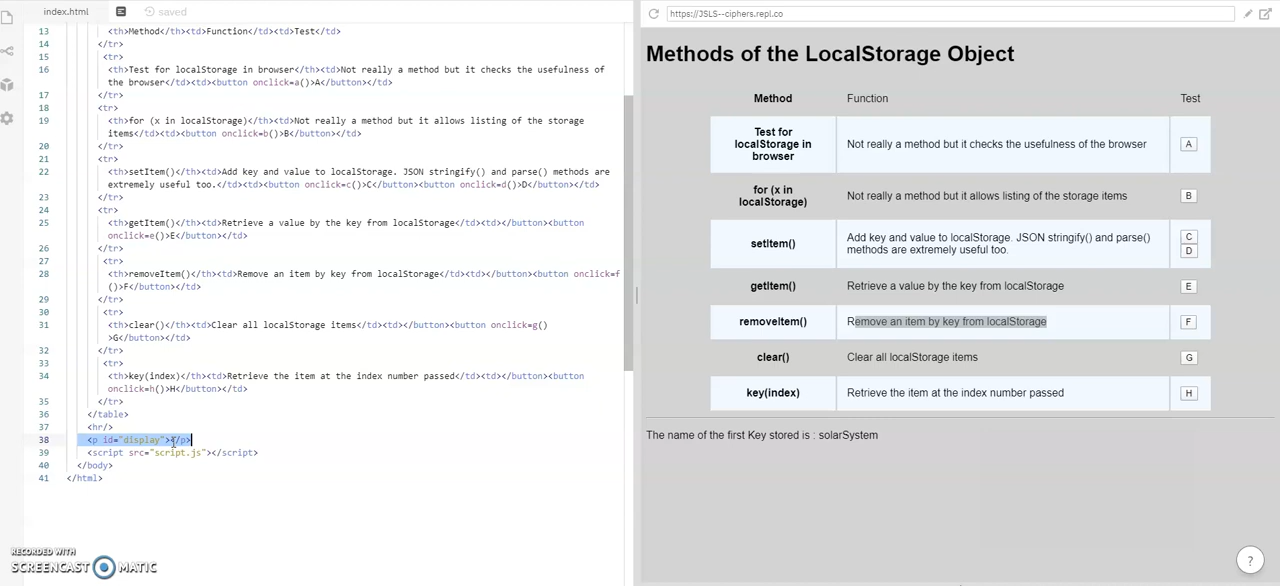 index.html
saved
13 <th>Method</th><td>Function</td><td>Test</td>
14 </tr>
15 <tr>
16 <th>Test for localStorage in browser</th><td>Not really a method but it checks the usefulness of
the browser</td><td><button onclick=a()>A</button></td>
17 </tr>
18 <tr>
19 <th>for (x in localStorage)</th><td>Not really a method but it allows listing of the storage
items</td><td><button onclick=b()>B</button></td>
20 </tr>
21 <tr>
22 <th>setItem()</th><td>Add key and value to localStorage. JSON stringify() and parse() methods are
extremely useful too.</td><td><button onclick=c()>C</button><button onclick=d()>D</button></td>
23 </tr>
24 <tr>
25 <th>getItem()</th><td>Retrieve a value by the key from localStorage</td><td></button><button
onclick=e()>E</button></td>
26 </tr>
27 <tr>
28 <th>removeItem()</th><td>Remove an item by key from localStorage</td><td></button><button onclick=f
()>F</button></td>
29 </tr>
30 <tr>
31 <th>clear()</th><td>Clear all localStorage items</td><td></td><button onclick=g()
>G</button></td>
32 </tr>
33 <tr>
34 <th>key(index)</th><td>Retrieve the item at the index number passed</td><td></button><button
onclick=h()>H</button></td>
35 </tr>
36 </table>
37 <hr/>
38 <p id="display"></p>
39 <script src="script.js"></script>
40 </body>
41 </html>
RECORDED WITH
SCREENCAST MATIC
https://JSLS--ciphers.repl.co
Methods of the LocalStorage Object
Method Function Test
Test for
localStorage in
browser
Not really a method but it checks the usefulness of the browser
A
for (x in
localStorage)
Not really a method but it allows listing of the storage items
B
setItem()
Add key and value to localStorage. JSON stringify() and parse()
methods are extremely useful too.
C
D
getItem() Retrieve a value by the key from localStorage E
removeItem() Remove an item by key from localStorage F
clear() Clear all localStorage items G
key(index) Retrieve the item at the index number passed H
The name of the first Key stored is : solarSystem
?